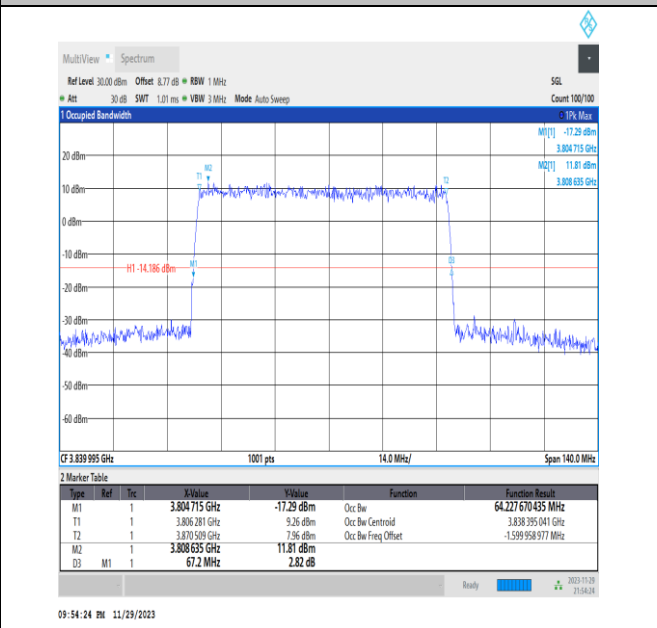 MultiView Spectrum
Ref Level 30.00 dBm Offset 8.77 dB RBW 1 MHz SGL
Att 30 dB SWT 1.01 ms VBW 3 MHz Mode Auto Sweep Count 100/100
1 Occupied Bandwidth 1Pk Max
M1[1] -17.29 dBm
3.804 715 GHz
M2[1] 11.81 dBm
3.808 635 GHz
20 dBm
T1 M2 T2
10 dBm
0 dBm
-10 dBm
H1 -14.186 dBm M1 D3
-20 dBm
-30 dBm
-40 dBm
-50 dBm
-60 dBm
CF 3.839 995 GHz 1001 pts 14.0 MHz/ Span 140.0 MHz
2 Marker Table
Type Ref Trc X-Value Y-Value Function Function Result
M1 1 3.804 715 GHz -17.29 dBm Occ Bw 64.227 670 435 MHz
T1 1 3.806 281 GHz 9.26 dBm Occ Bw Centroid 3.838 395 041 GHz
T2 1 3.870 509 GHz 7.96 dBm Occ Bw Freq Offset -1.599 958 977 MHz
M2 1 3.808 635 GHz 11.81 dBm
D3 M1 1 67.2 MHz 2.82 dB
Ready 2023-11-29
21:54:24
09:54:24 PM 11/29/2023